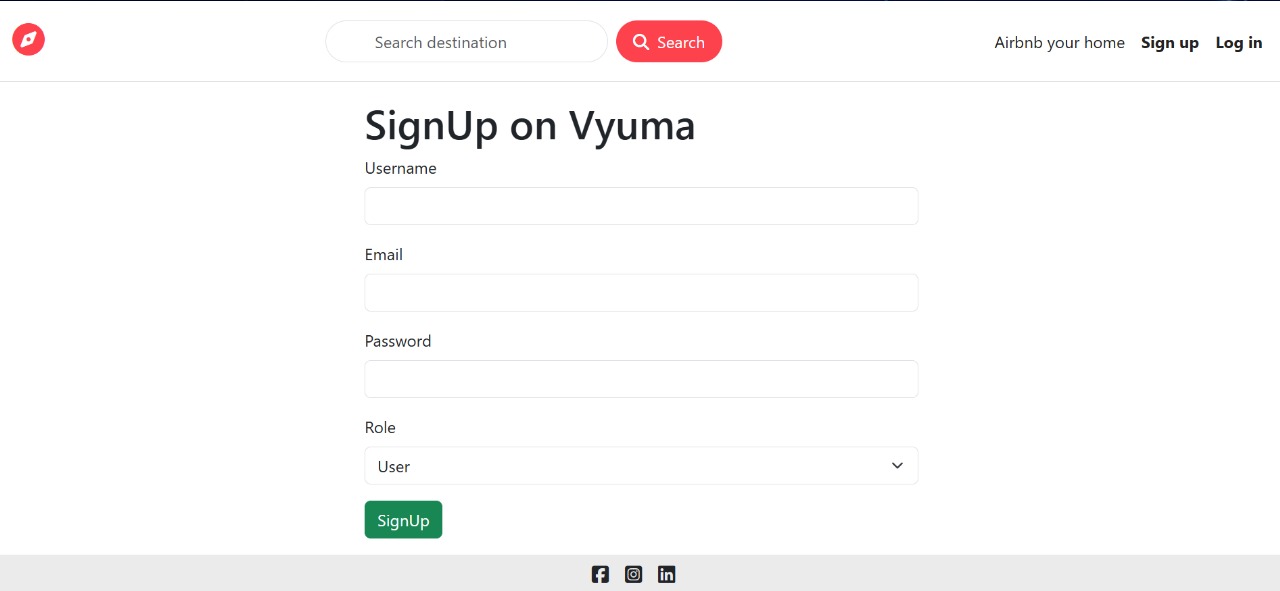 Search destination Search Airbnb your home Sign up Log in
SignUp on Vyuma
Username
Email
Password
Role
User
SignUp